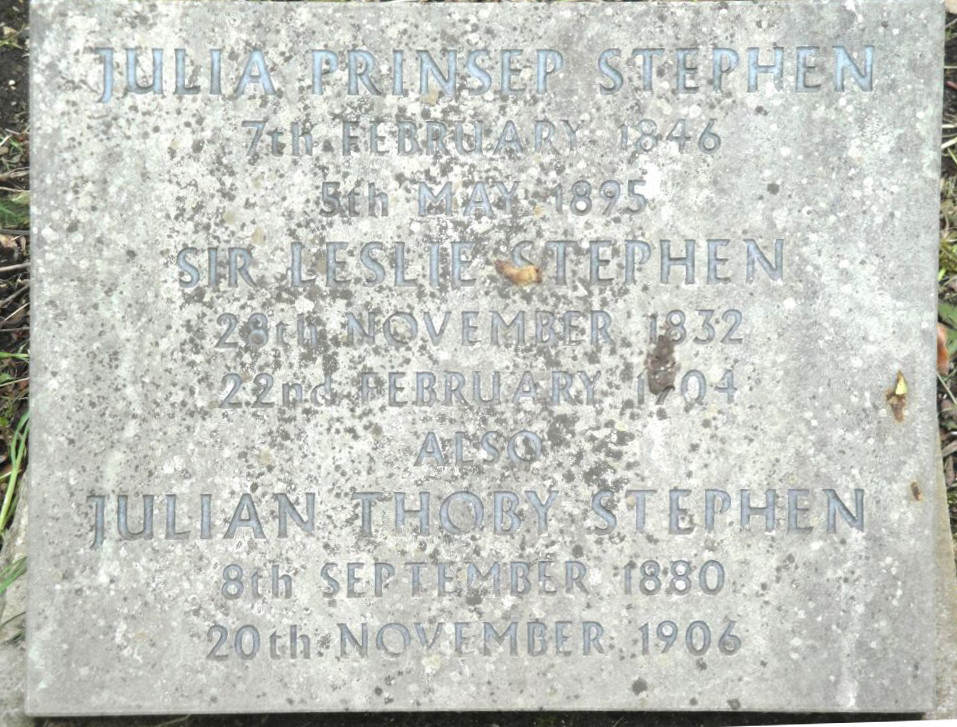 JULIA PRINSEP STEPHEN
7th FEBRUARY 1846
5th MAY 1895
SIR LESLIE STEPHEN
28th NOVEMBER 1832
22nd FEBRUARY 1904
ALSO
JULIAN THOBY STEPHEN
8th SEPTEMBER 1880
20th NOVEMBER 1906